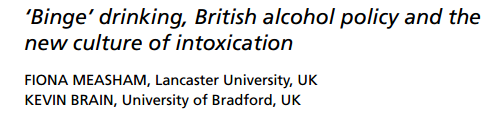 ‘Binge’ drinking, British alcohol policy and the
new culture of intoxication
FIONA MEASHAM, Lancaster University, UK
KEVIN BRAIN, University of Bradford, UK